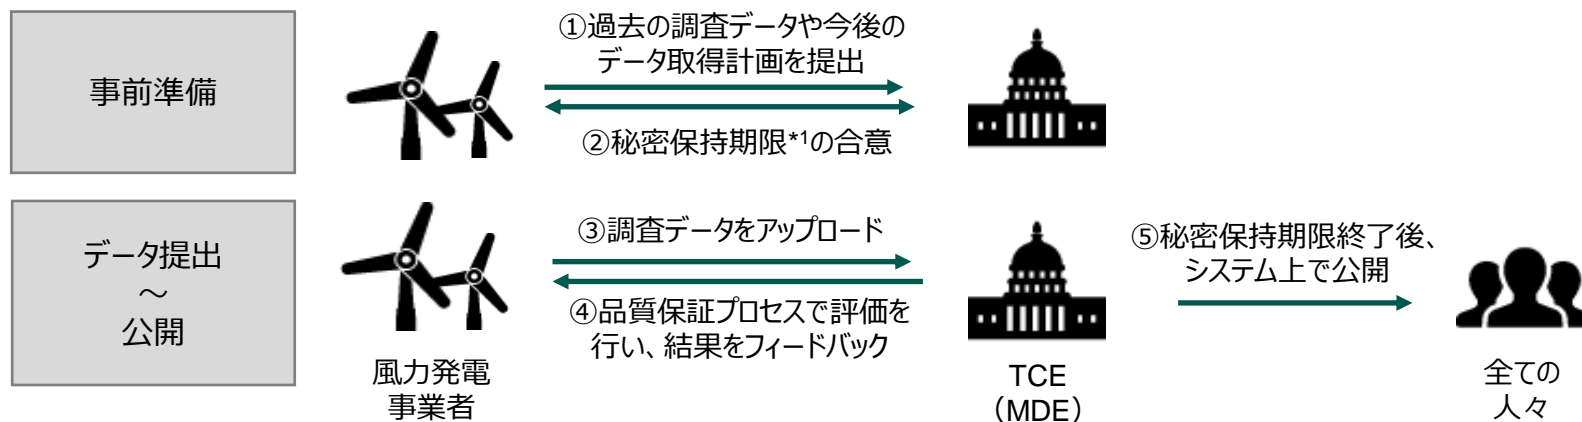 事前準備
①過去の調査データや今後の
データ取得計画を提出
②秘密保持期限*1の合意
データ提出
～
公開
③調査データをアップロード
④品質保証プロセスで評価を
行い、結果をフィードバック
⑤秘密保持期限終了後、
システム上で公開
風力発電
事業者
TCE
（MDE）
全ての
人々